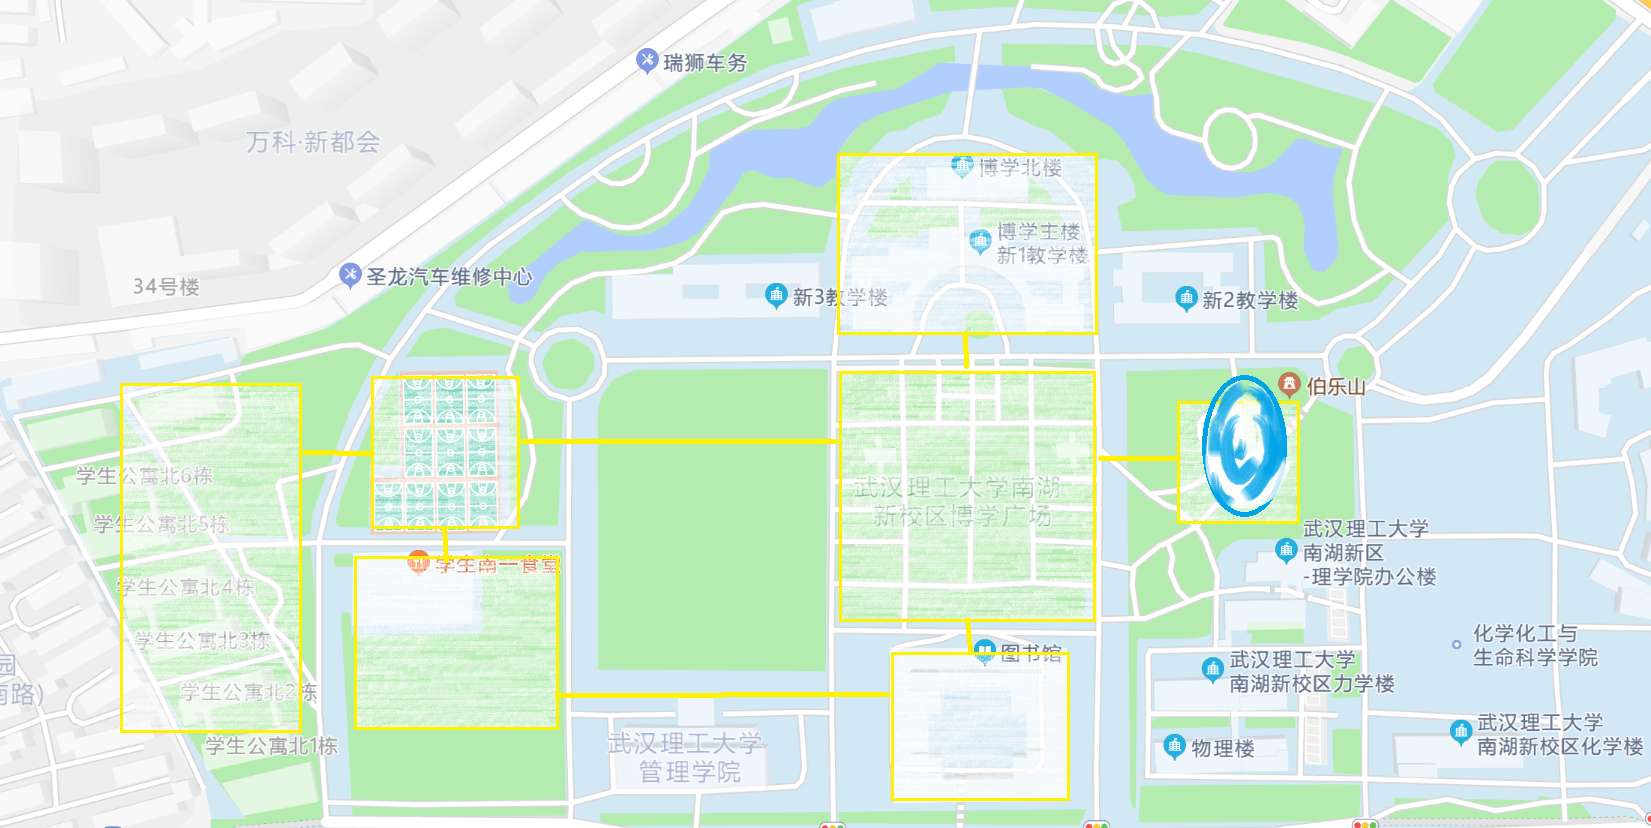 瑞狮车务
万科·新都会
博学北楼
博学主楼
新1教学楼
34号楼
圣龙汽车维修中心
新3教学楼
新2教学楼
伯乐山
学生公寓北6栋
武汉理工大学南湖
新校区博学广场
学生公寓北5栋
武汉理工大学
南湖新区
-理学院办公楼
学生南一食堂
学生公寓北4栋
学生公寓北3栋
图书馆
化学化工与
生命科学学院
园
南路)
学生公寓北2栋
武汉理工大学
南湖新校区力学楼
学生公寓北1栋
武汉理工大学
管理学院
物理楼
武汉理工大学
南湖新校区化学楼